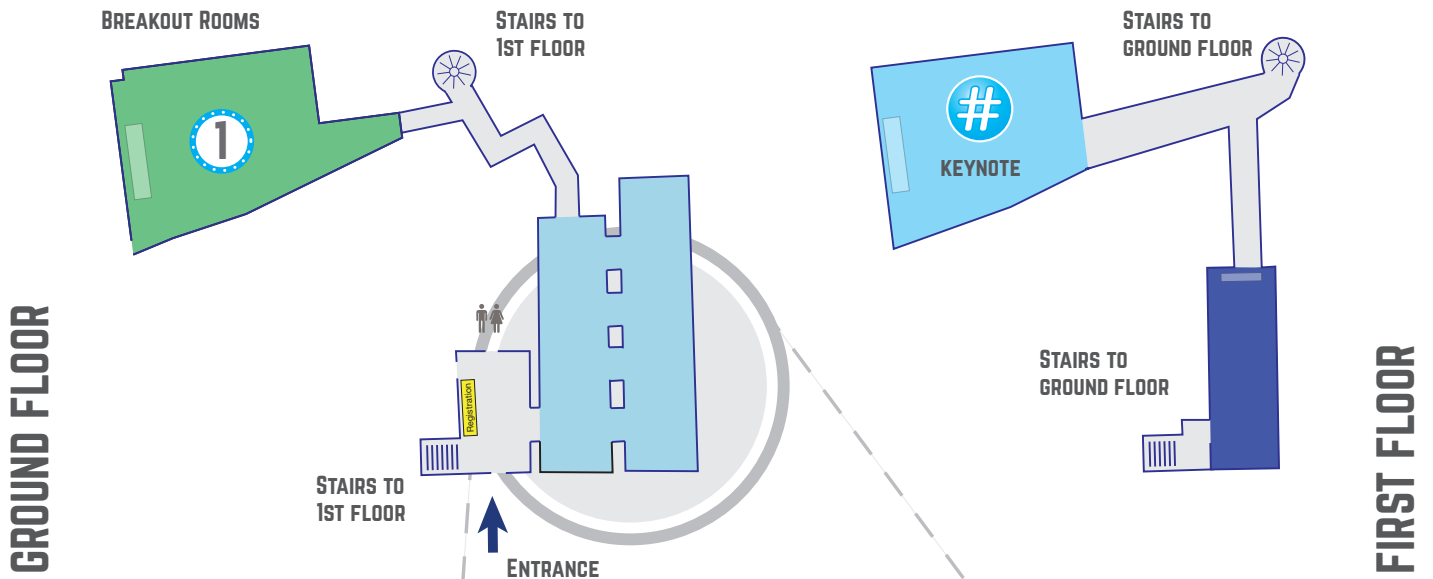 BREAKOUT ROOMS
STAIRS TO
1ST FLOOR
1
Registration
STAIRS TO
1ST FLOOR
ENTRANCE
GROUND FLOOR
STAIRS TO
GROUND FLOOR
#
KEYNOTE
STAIRS TO
GROUND FLOOR
FIRST FLOOR